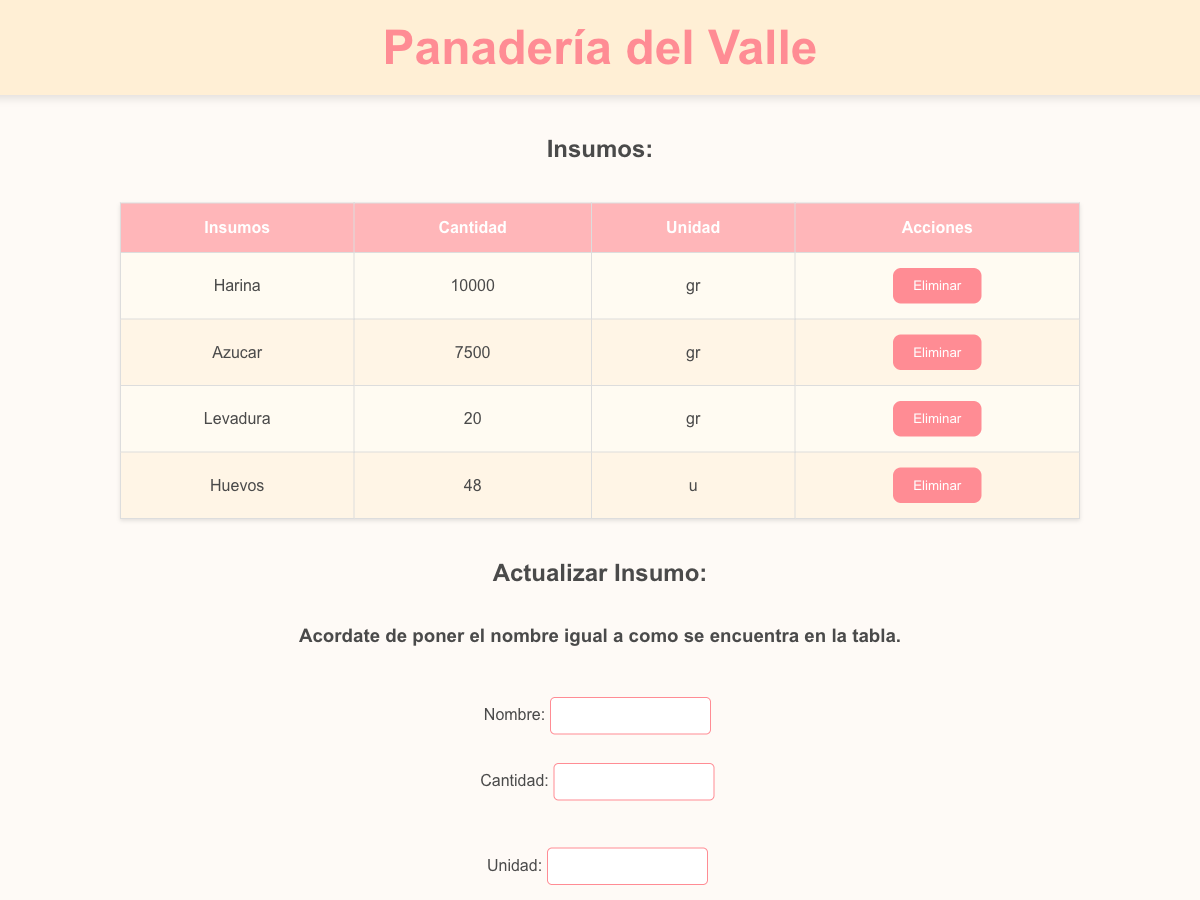 Panadería del Valle
Insumos:
Insumos Cantidad Unidad Acciones
Harina 10000 gr Eliminar
Azucar 7500 gr Eliminar
Levadura 20 gr Eliminar
Huevos 48 u Eliminar
Actualizar Insumo:
Acordate de poner el nombre igual a como se encuentra en la tabla.
Nombre:
Cantidad:
Unidad: